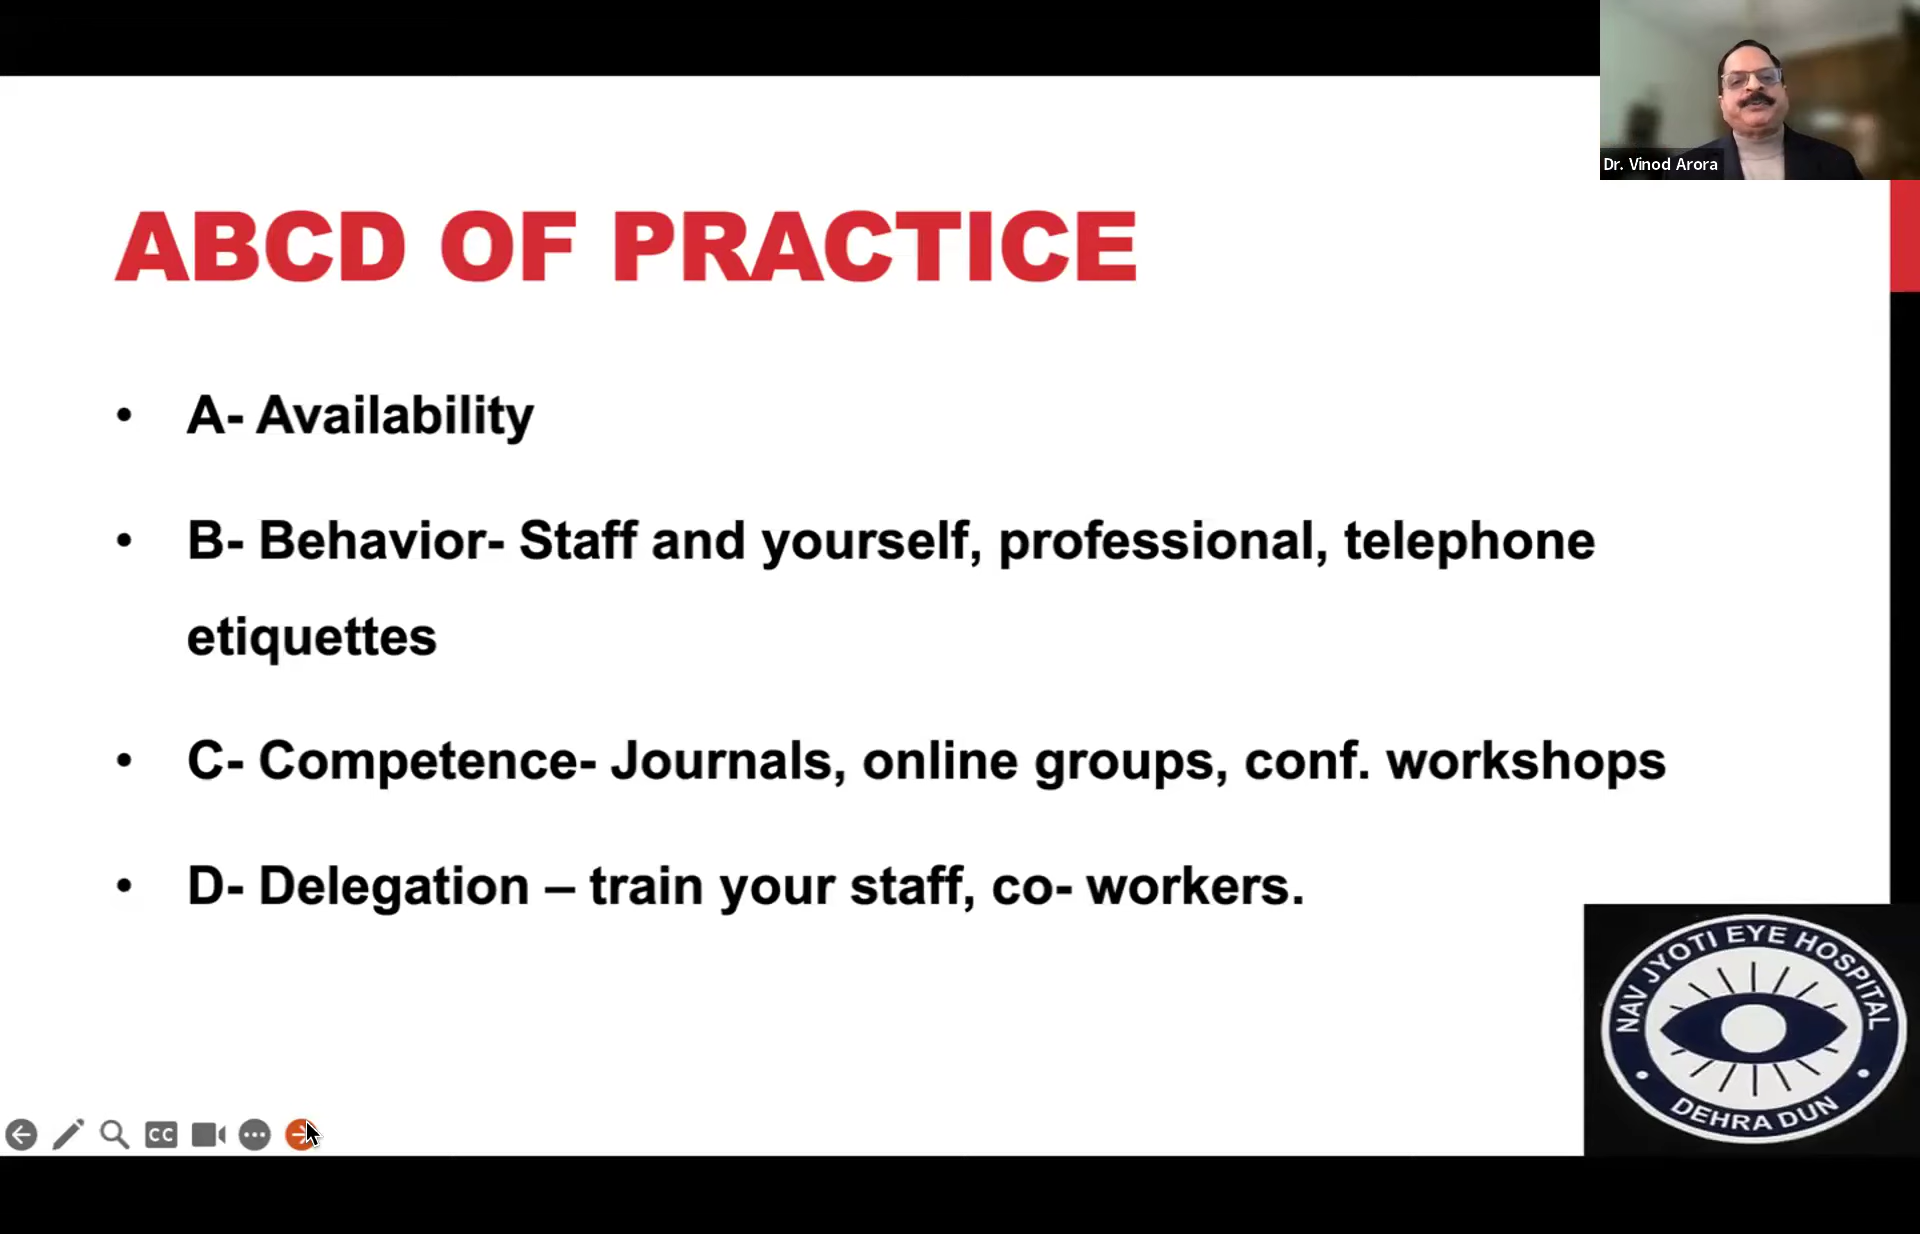 Dr. Vinod Arora
ABCD OF PRACTICE
• A- Availability
• B- Behavior- Staff and yourself, professional, telephone
etiquettes
• C- Competence- Journals, online groups, conf. workshops
• D- Delegation – train your staff, co- workers.
NAV JYOTI EYE HOSPITAL
DEHRA DUN
CC